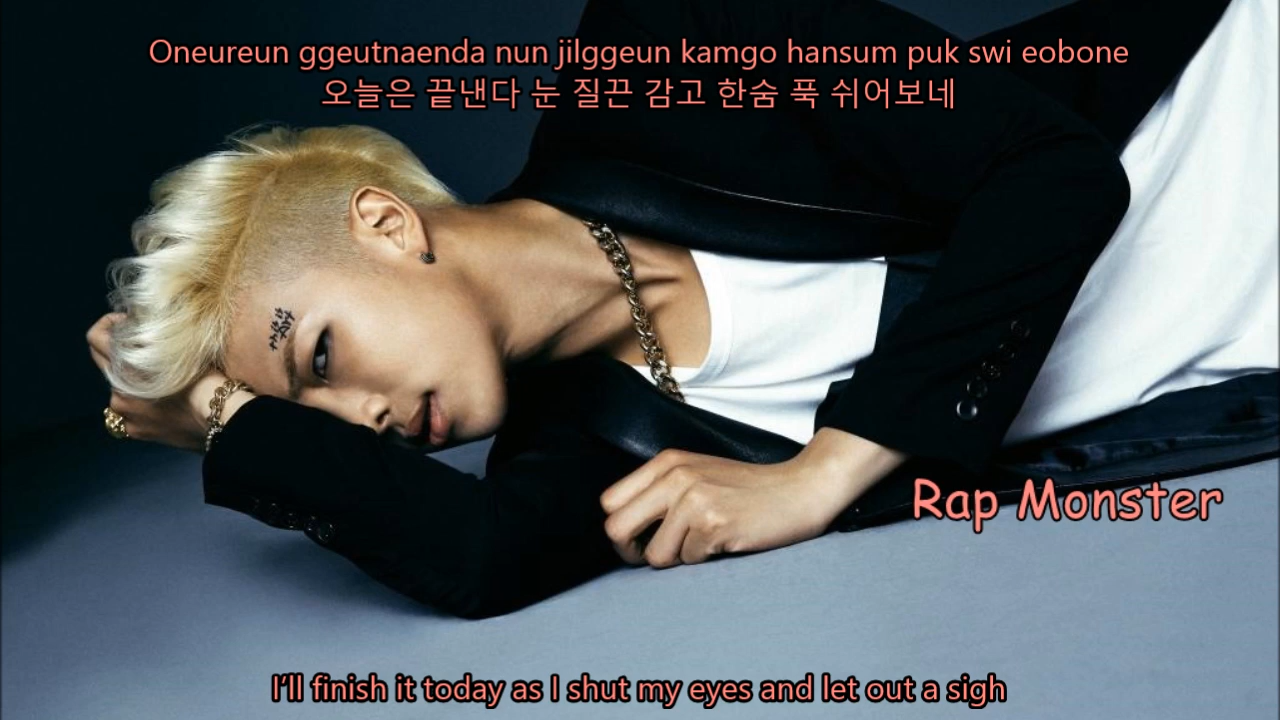 Oneureun ggeutnaenda nun jilggeun kamgo hansum puk swi eobone
오늘은 끝낸다 눈 질끈 감고 한숨 푹 쉬어보네
Rap Monster
I'll finish it today as I shut my eyes and let out a sigh